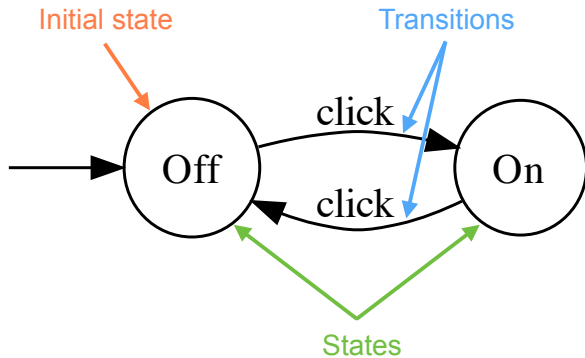 Initial state
Transitions
click
Off
On
click
States